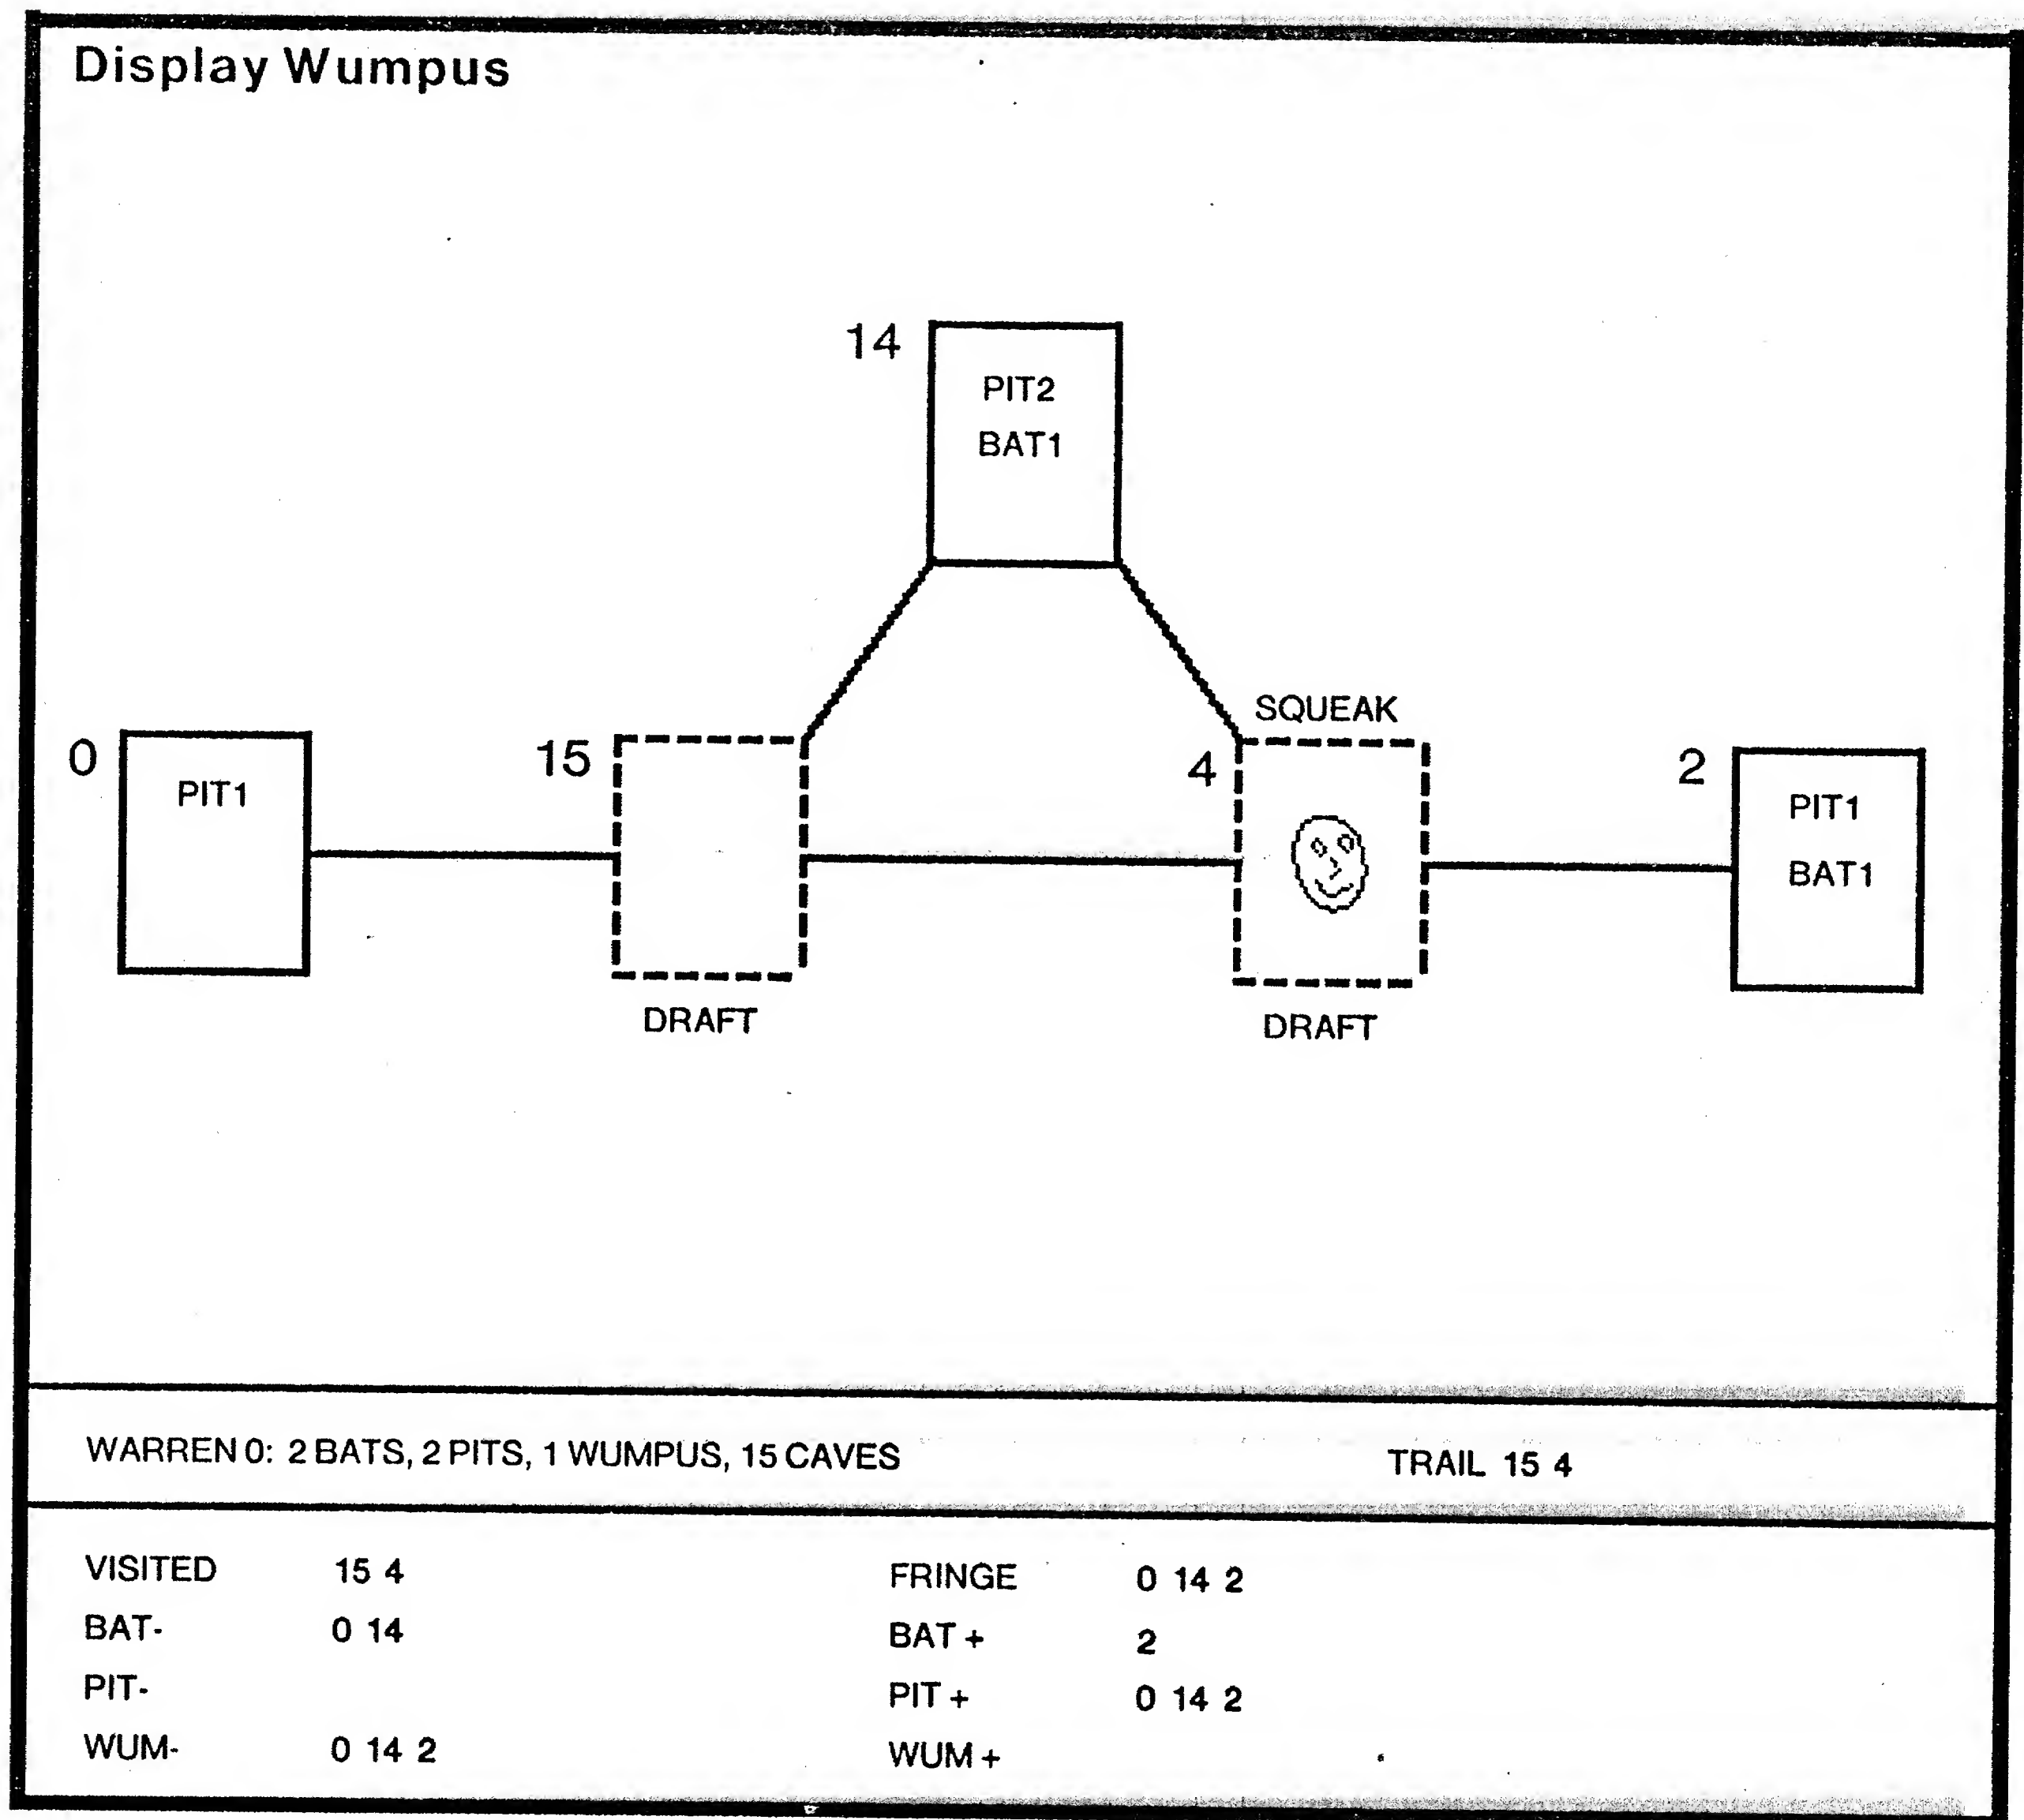 Display Wumpus
14
PIT2
BAT1
SQUEAK
0
PIT1
15
4
2
PIT1
BAT1
DRAFT
DRAFT
WARREN 0: 2 BATS, 2 PITS, 1 WUMPUS, 15 CAVES TRAIL 15 4
VISITED 15 4 FRINGE 0 14 2
BAT- 0 14 BAT + 2
PIT- PIT + 0 14 2
WUM- 0 14 2 WUM +